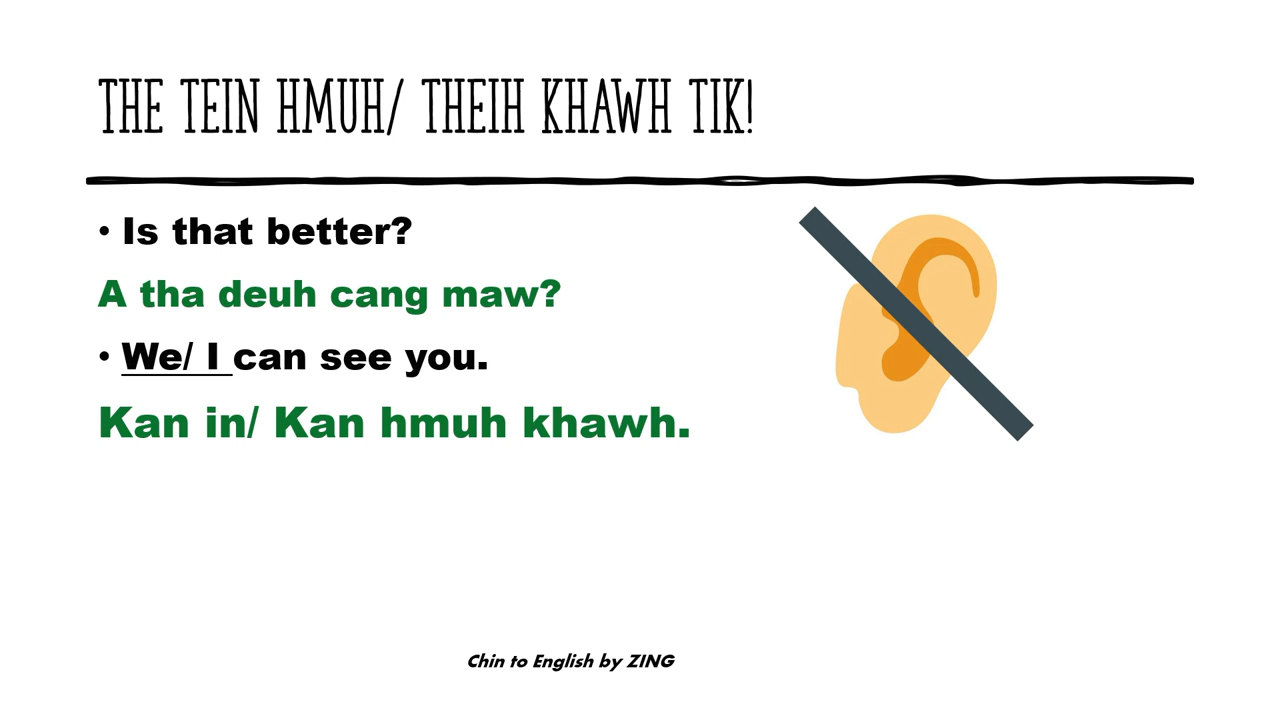 THE TEIN HMUH/ THEIH KHAWH TIK!
• Is that better?
A tha deuh cang maw?
• We/ I can see you.
Kan in/ Kan hmuh khawh.
Chin to English by ZING